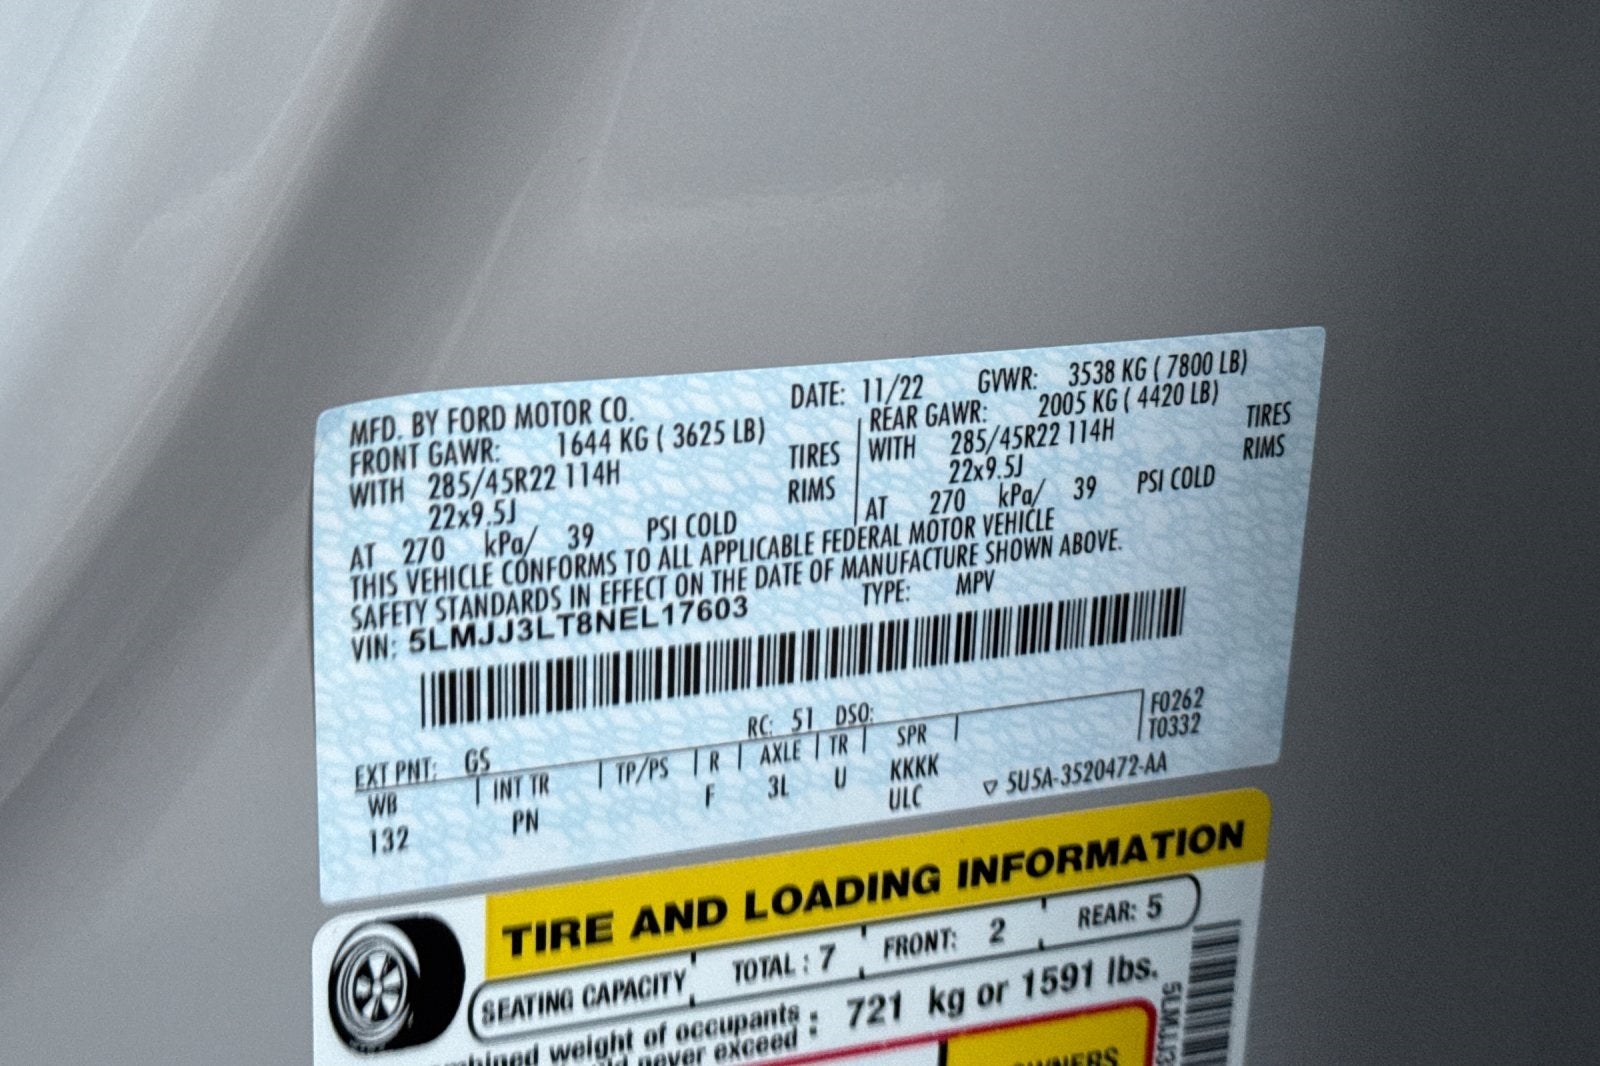 MFD. BY FORD MOTOR CO.
DATE: 11/22 GVWR: 3538 KG ( 7800 LB)
FRONT GAWR: 1644 KG ( 3625 LB)
WITH 285/45R22 114H TIRES
22x9.5J RIMS
AT 270 kPa/ 39 PSI COLD
REAR GAWR: 2005 KG ( 4420 LB)
WITH 285/45R22 114H TIRES
22x9.5J RIMS
AT 270 kPa/ 39 PSI COLD
THIS VEHICLE CONFORMS TO ALL APPLICABLE FEDERAL MOTOR VEHICLE
SAFETY STANDARDS IN EFFECT ON THE DATE OF MANUFACTURE SHOWN ABOVE.
VIN: 5LMJJ3LT8NEL17603 TYPE: MPV
EXT PNT: GS RC: 51 DSO: F0262
WB INT TR TP/PS R AXLE TR SPR T0332
132 PN F 3L U KKKK
ULC ▽ 5U5A-3520472-AA
TIRE AND LOADING INFORMATION
SEATING CAPACITY TOTAL : 7 FRONT: 2 REAR: 5
weight of occupants : 721 kg or 1591 lbs.
never exceed